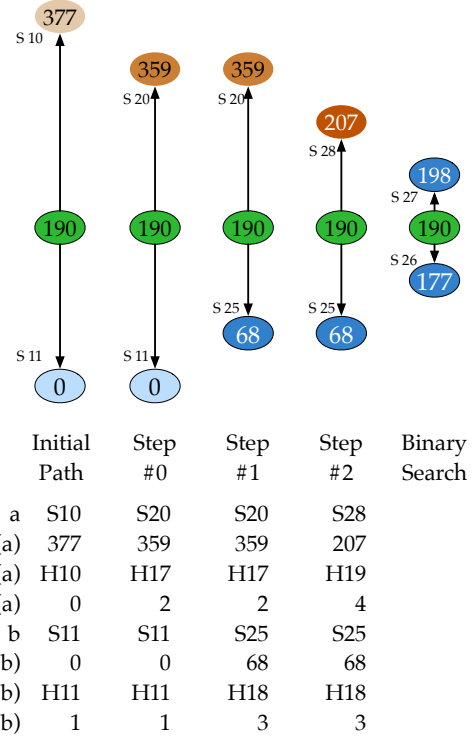 377
S 10
359
359
S 20
S 20
207
S 28
198
S 27
190
190
190
190
190
S 26
177
S 25
S 25
68
68
S 11
S 11
0
0
Initial Step Step Step Binary
Path #0 #1 #2 Search
a S10 S20 S20 S28
(a) 377 359 359 207
(a) H10 H17 H17 H19
(a) 0 2 2 4
b S11 S11 S25 S25
b) 0 0 68 68
b) H11 H11 H18 H18
b) 1 1 3 3